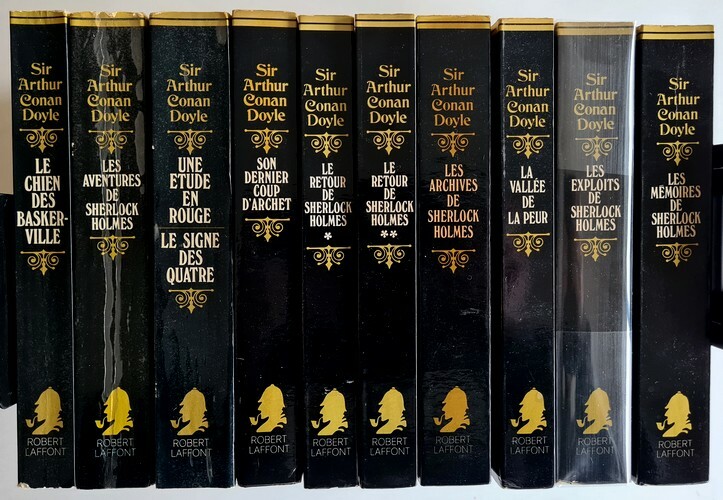 Sir
Arthur
Conan
Doyle
LE
CHIEN
DES
BASKER-
VILLE
ROBERT
LAFFONT
Sir
Arthur
Conan
Doyle
LES
AVENTURES
DE
SHERLOCK
HOLMES
ROBERT
LAFFONT
Sir
Arthur
Conan
Doyle
UNE
ETUDE
EN
ROUGE
LE SIGNE
DES
QUATRE
ROBERT
LAFFONT
Sir
Arthur
Conan
Doyle
SON
DERNIER
COUP
D'ARCHET
ROBERT
LAFFONT
Sir
Arthur
Conan
Doyle
LE
RETOUR
DE
SHERLOCK
HOLMES
*
ROBERT
LAFFONT
Sir
Arthur
Conan
Doyle
LE
RETOUR
DE
SHERLOCK
HOLMES
**
ROBERT
LAFFONT
Sir
Arthur
Conan
Doyle
LES
ARCHIVES
DE
SHERLOCK
HOLMES
ROBERT
LAFFONT
Sir
Arthur
Conan
Doyle
LA
VALLÉE
DE
LA PEUR
ROBERT
LAFFONT
Sir
Arthur
Conan
Doyle
LES
EXPLOITS
DE
SHERLOCK
HOLMES
ROBERT
LAFFONT
Sir
Arthur
Conan
Doyle
LES
MÉMOIRES
DE
SHERLOCK
HOLMES
ROBERT
LAFFONT